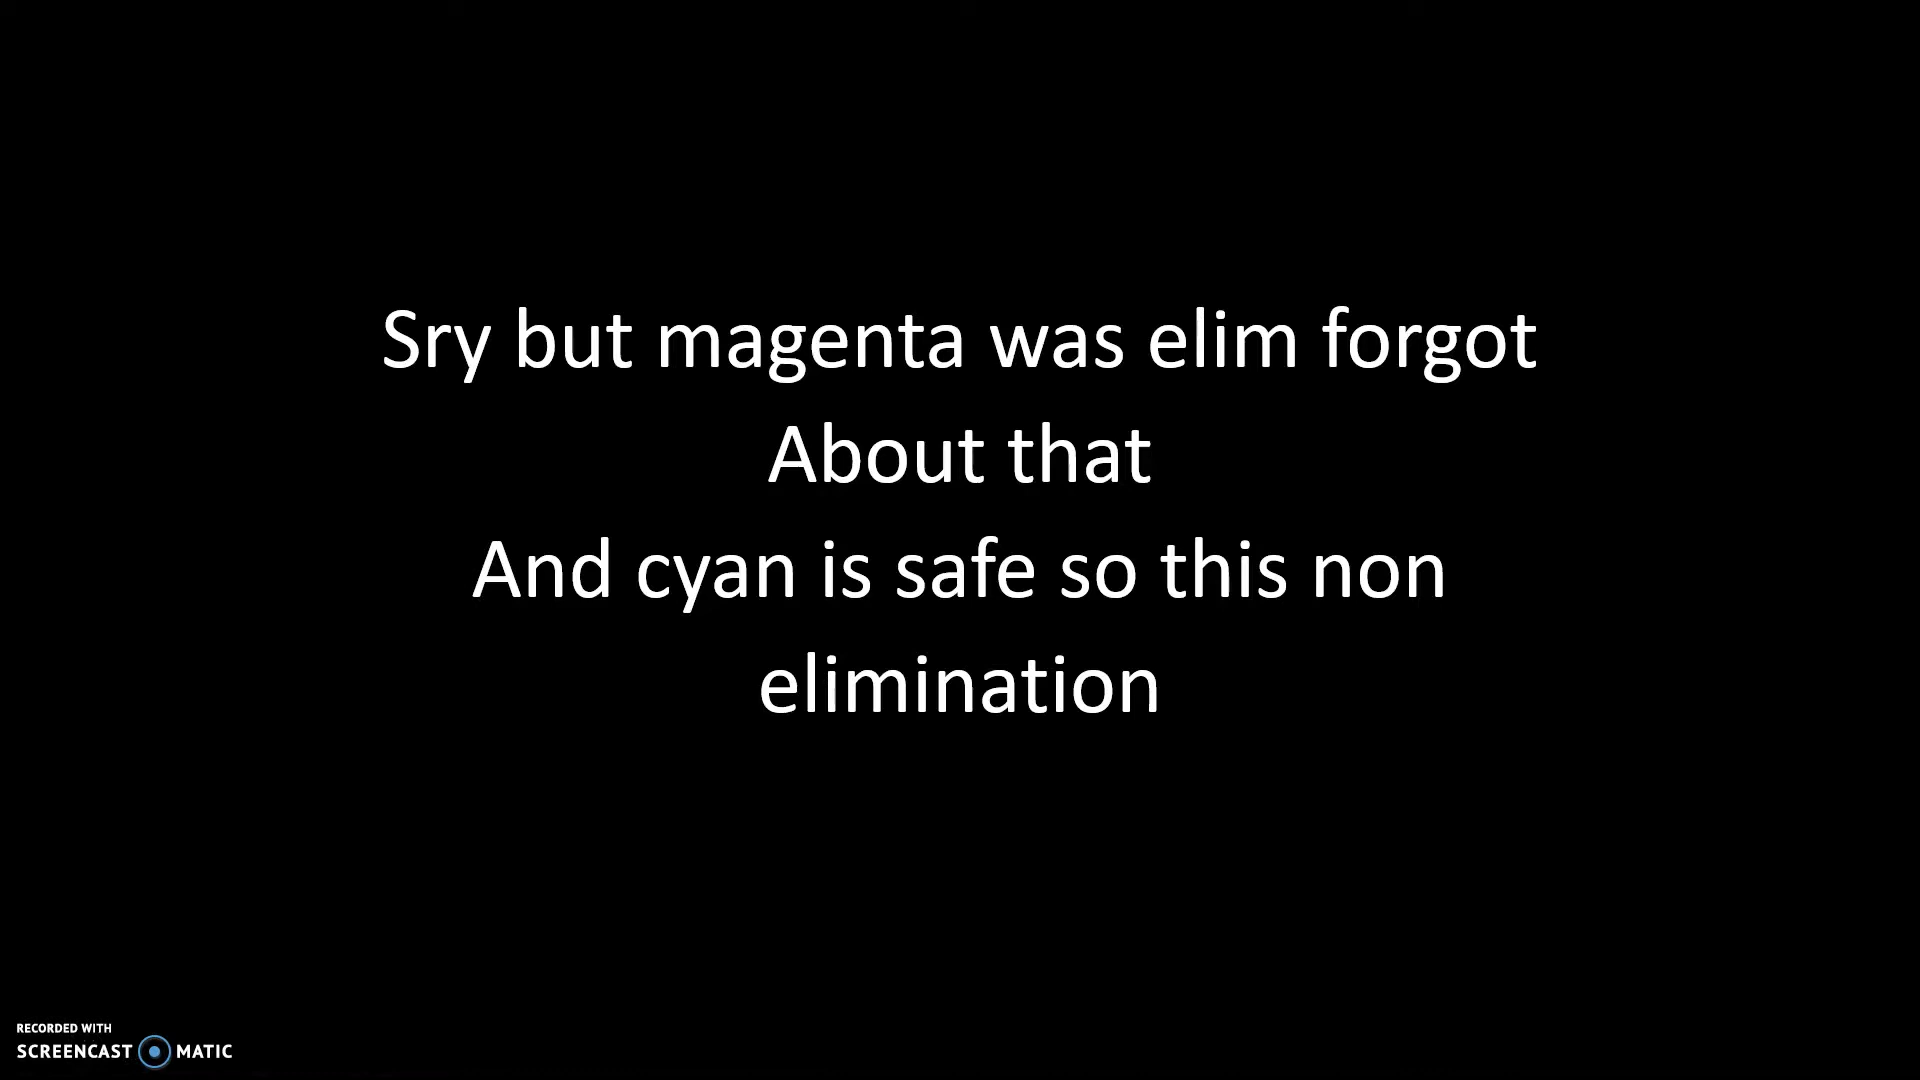 Sry but magenta was elim forgot
About that
And cyan is safe so this non
elimination
RECORDED WITH
SCREENCAST MATIC